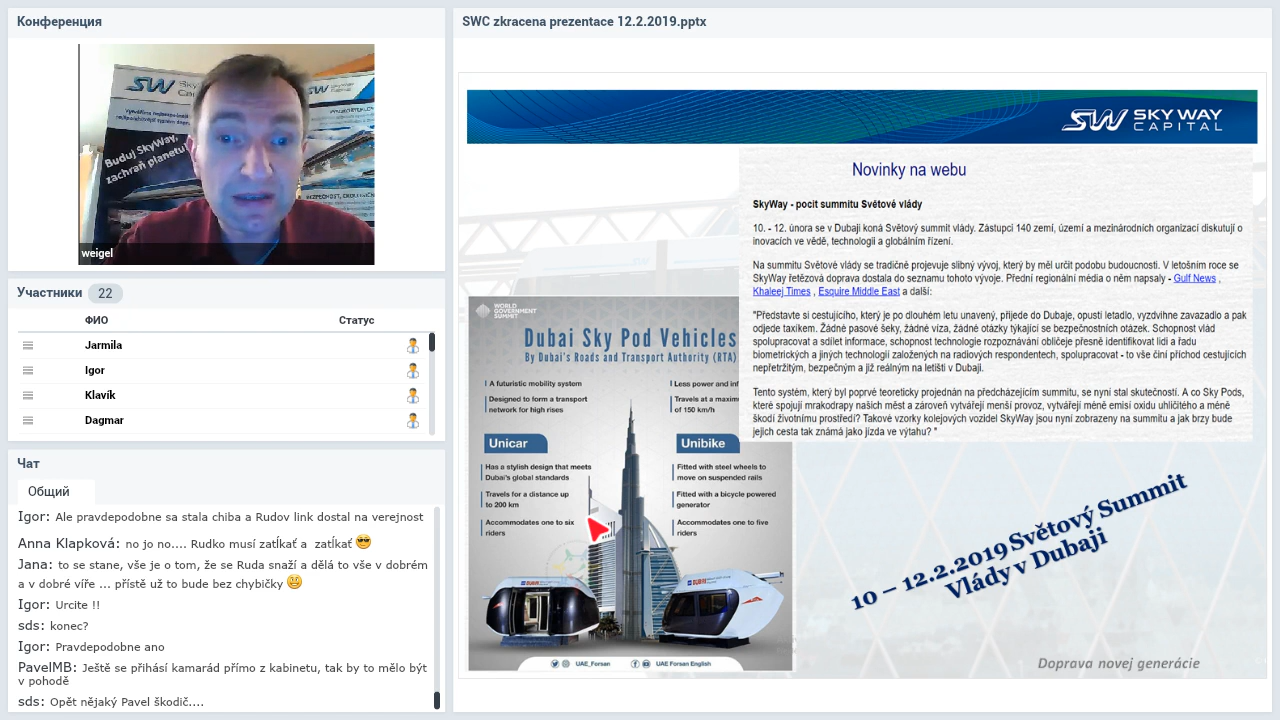 Конференция
SW Sky
Buduj SkyWay,
zachraň planetu
SW
weigel
Участники 22
ФИО Статус
Jarmila
Igor
Klavík
Dagmar
Чат
Общий
Igor: Ale pravdepodobne sa stala chiba a Rudov link dostal na verejnost
Anna Klapková: no jo no.... Rudko musí zatĺkať a zatĺkať
Jana: to se stane, vše je o tom, že se Ruda snaží a dělá to vše v dobrém
a v dobré víře ... přístě už to bude bez chybičky
Igor: Urcite !!
sds: konec?
Igor: Pravdepodobne ano
PavelMB: Ještě se přihásí kamarád přímo z kabinetu, tak by to mělo být
v pohodě
sds: Opět nějaký Pavel škodič....
SWC zkracena prezentace 12.2.2019.pptx
SW SKY WAY
CAPITAL
Novinky na webu
SkyWay - pocit summitu Světové vlády
10. - 12. února se v Dubaji koná Světový summit vlády. Zástupci 140 zemí, území a mezinárodních organizací diskutují o
inovacích ve vědě, technologii a globálním řízení.
Na summitu Světové vlády se tradičně projevuje slibný vývoj, který by měl určit podobu budoucnosti. V letošním roce se
SkyWay řetězová doprava dostala do seznamu tohoto vývoje. Přední regionální média o něm napsaly - Gulf News ,
Khaleej Times , Esquire Middle East a další:
"Představte si cestujícího, který je po dlouhém letu unavený, přijede do Dubaje, opustí letadlo, vyzdvihne zavazadlo a pak
odjede taxikem. Žádné pasové šeky, žádné víza, žádné otázky týkající se bezpečnostních otázek. Schopnost vlád
spolupracovat a sdílet informace, schopnost technologie rozpoznávání obličeje přesně identifikovat lidi a řadu
biometrických a jiných technologií založených na radiových respondentech, spolupracovat - to vše činí příchod cestujících
nepřetržitým, bezpečným a již reálným na letišti v Dubaji.
Tento systém, který byl poprvé teoreticky projednán na předcházejícím summitu, se nyní stal skutečností. A co Sky Pods,
které spojují mrakodrapy našich měst a zároveň vytvářejí menší provoz, vytvářejí méně emisí oxidu uhličitého a méně
škodí životnímu prostředí? Takové vzorky kolejových vozidel SkyWay jsou nyní zobrazeny na summitu a jak brzy bude
jejich cesta tak známá jako jízda ve výtahu? "
WORLD
GOVERNMENT
SUMMIT
Dubai Sky Pod Vehicles
By Dubai's Roads and Transport Authority (RTA)
A futuristic mobility system
Designed to form a transport
network for high rises
Less power and inf
Travels at a maximu
of 150 km/h
Unicar
Has a stylish design that meets
Dubai's global standards
Travels for a distance up
to 200 km
Accommodates one to six
riders
Unibike
Fitted with steel wheels to
move on suspended rails
Fitted with a bicycle powered
generator
Accommodates one to five
riders
UAE_Forsan UAE Forsan English
10 – 12.2.2019 Světový Summit
Vlády v Dubaji
Doprava novej generácie